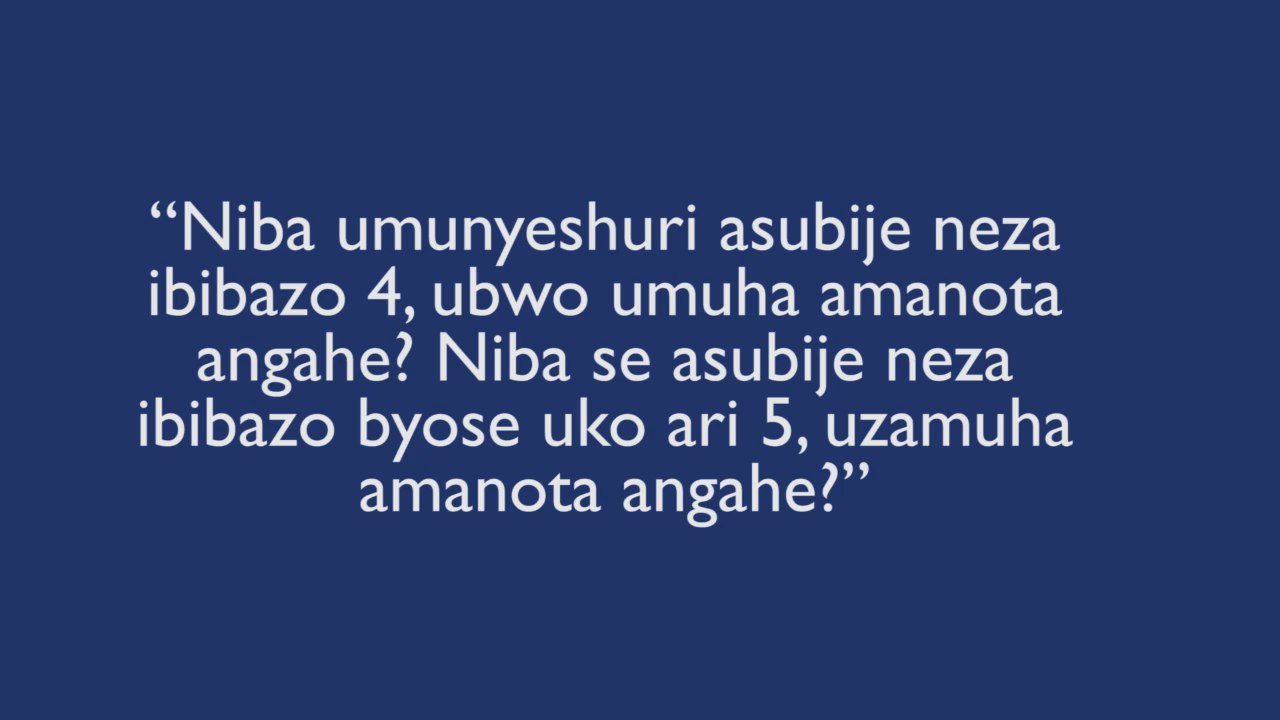 “Niba umunyeshuri asubije neza
ibibazo 4, ubwo umuha amanota
angahe? Niba se asubije neza
ibibazo byose uko ari 5, uzamuha
amanota angahe?”